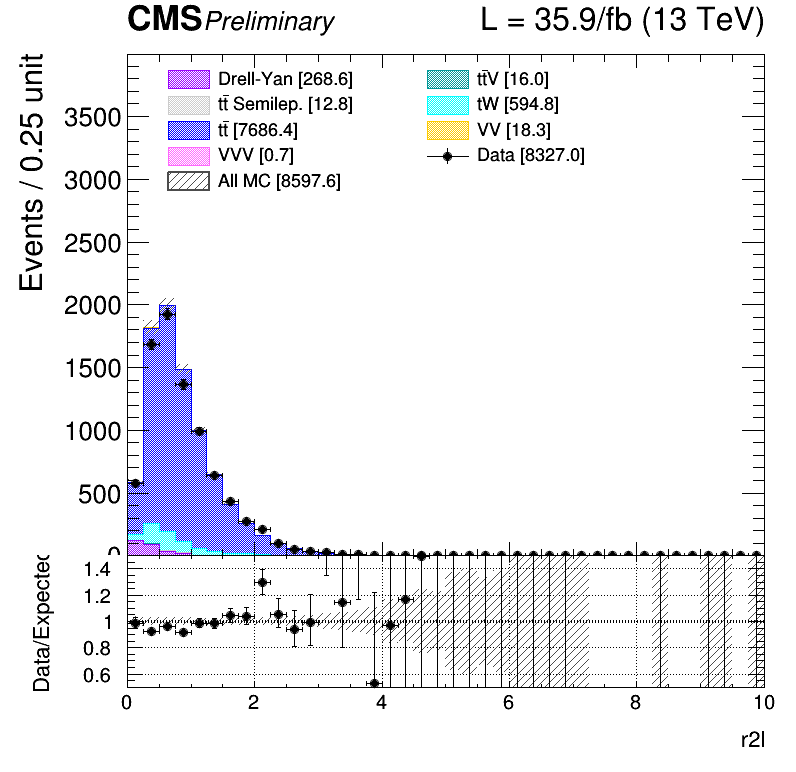 CMS Preliminary L = 35.9/fb (13 TeV)
Events / 0.25 unit
Drell-Yan [268.6]
tt̄ Semilep. [12.8]
tt̄ [7686.4]
VVV [0.7]
All MC [8597.6]
tt̄V [16.0]
tW [594.8]
VV [18.3]
Data [8327.0]
3500
3000
2500
2000
1500
1000
500
0
Data/Expected
1.4
1.2
1
0.8
0.6
0 2 4 6 8 10
r2l